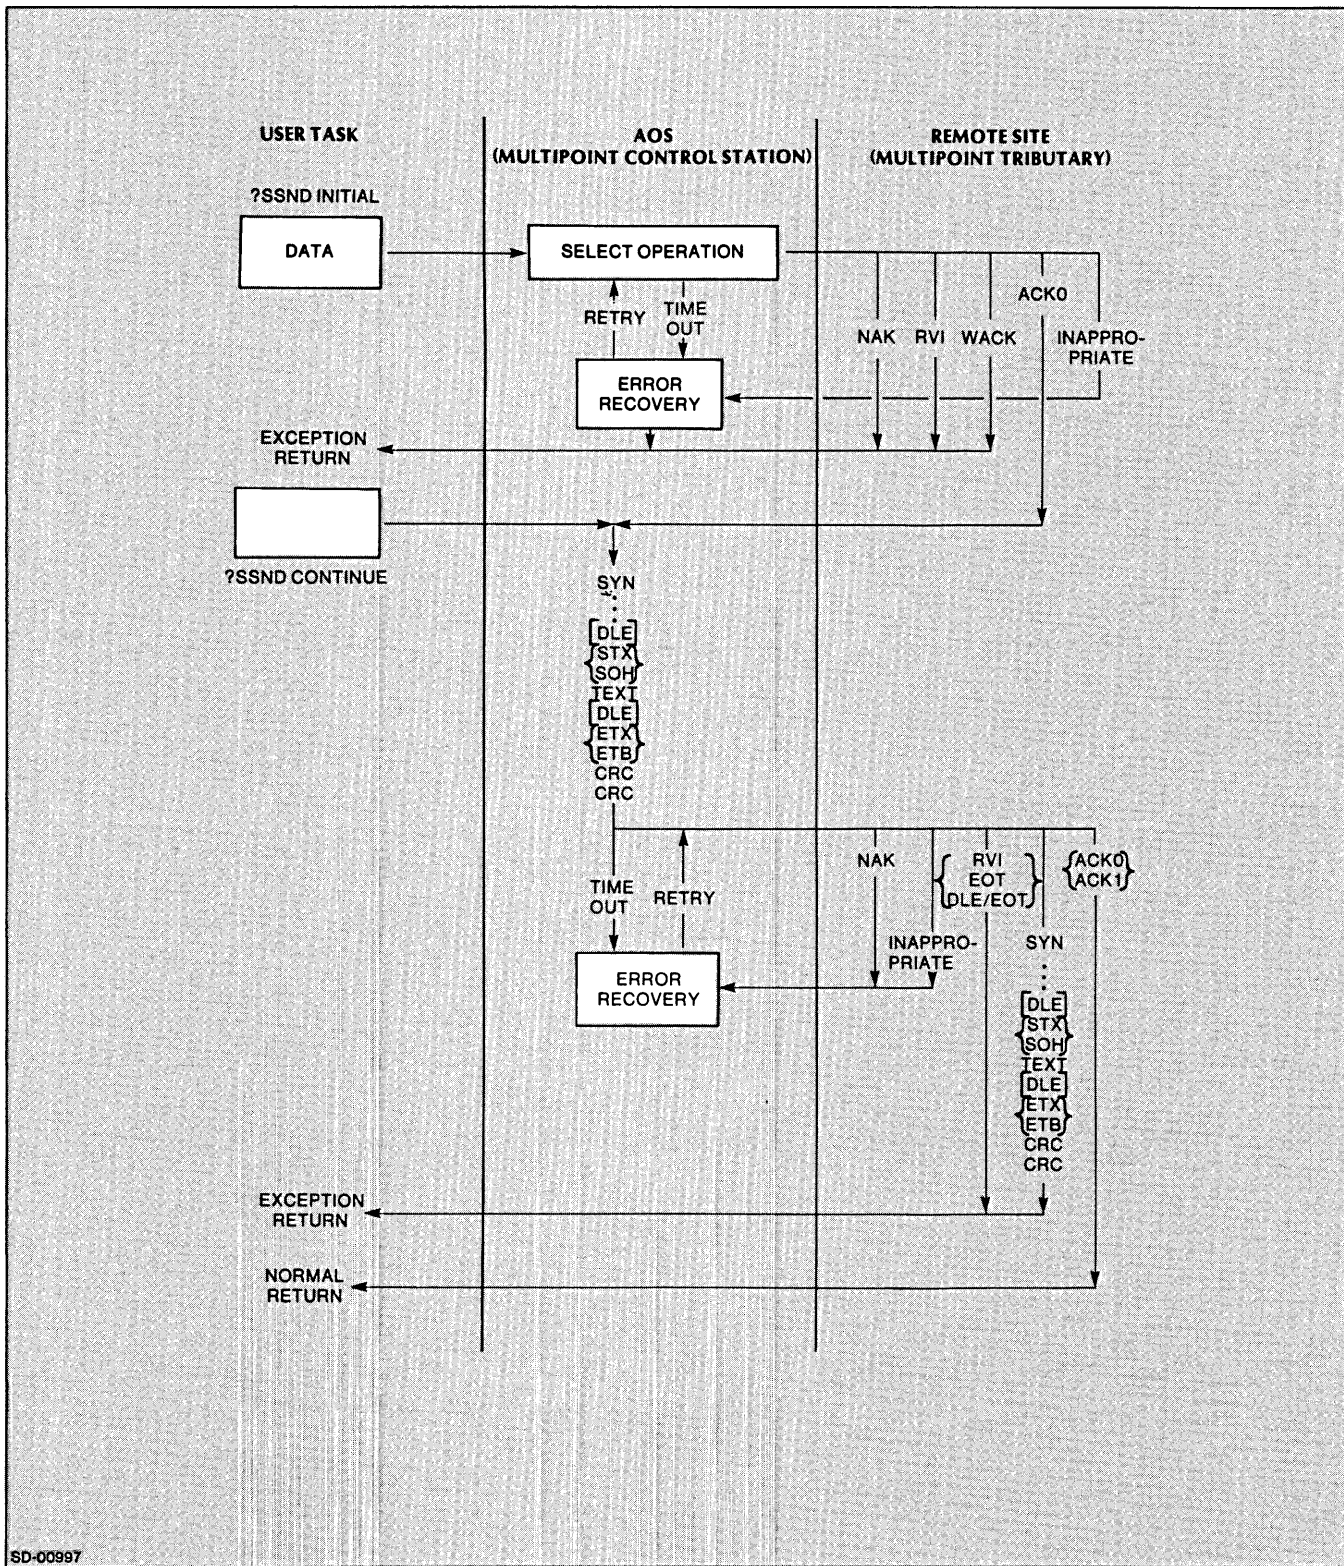 USER TASK
AOS
(MULTIPOINT CONTROL STATION)
REMOTE SITE
(MULTIPOINT TRIBUTARY)
?SSND INITIAL
DATA
SELECT OPERATION
RETRY
TIME
OUT
NAK
RVI
WACK
ACK0
INAPPRO-
PRIATE
ERROR
RECOVERY
EXCEPTION
RETURN
?SSND CONTINUE
SYN
[DLE]
{STX
SOH}
TEXT
[DLE]
{ETX
ETB}
CRC
CRC
TIME
OUT
RETRY
NAK
INAPPRO-
PRIATE
{RVI
EOT
DLE/EOT}
{ACK0
ACK1}
ERROR
RECOVERY
SYN
[DLE]
{STX
SOH}
TEXT
[DLE]
{ETX
ETB}
CRC
CRC
EXCEPTION
RETURN
NORMAL
RETURN
SD-00997